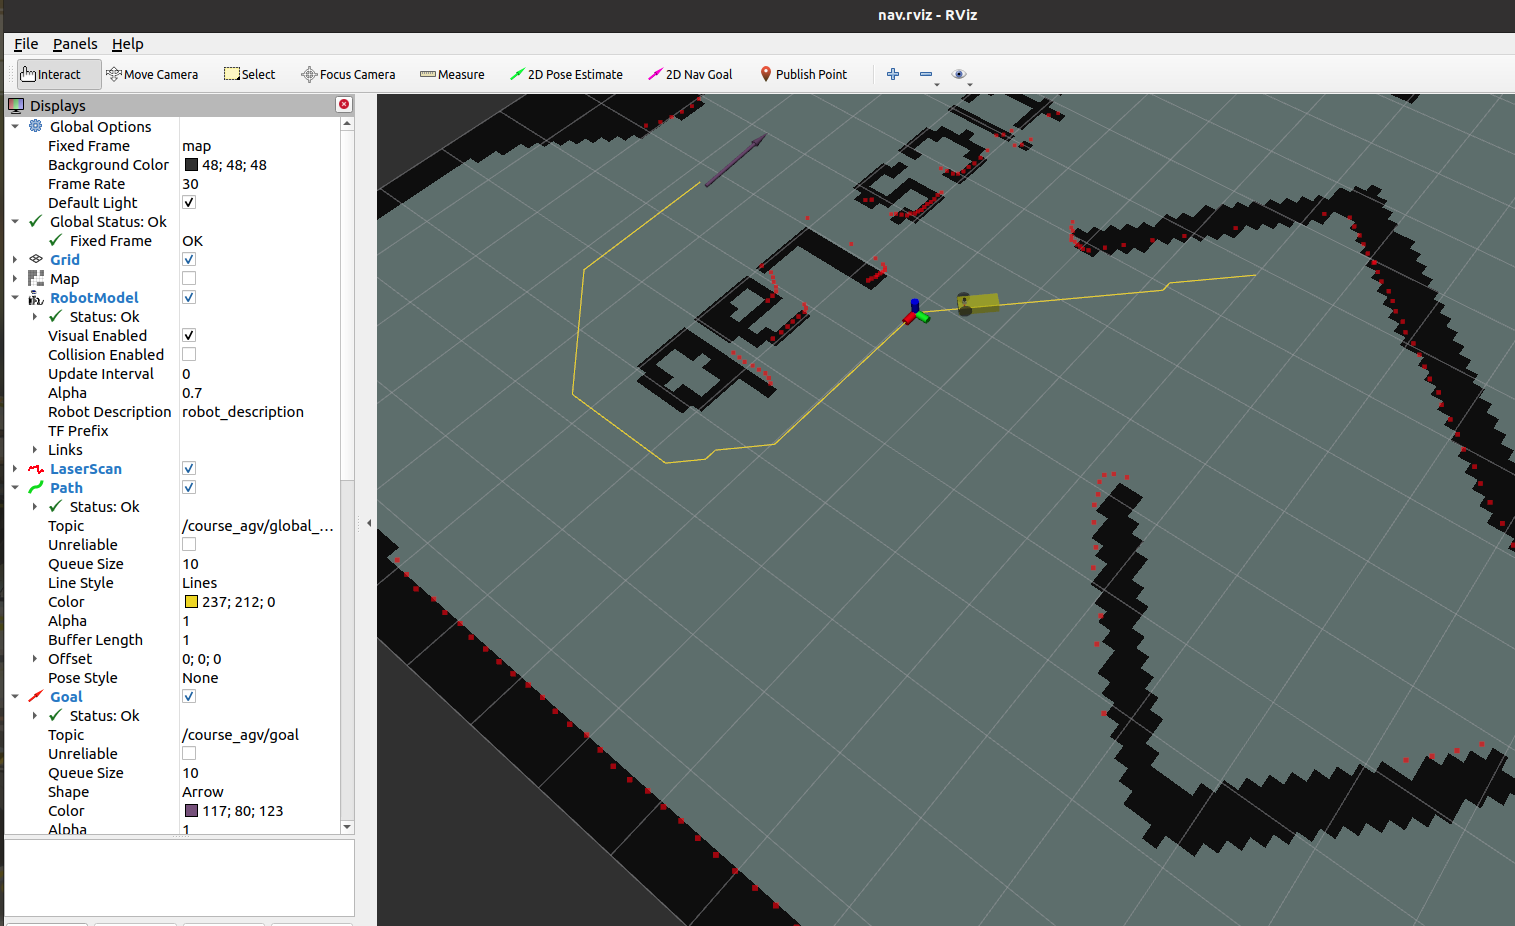 nav.rviz - RViz
File Panels Help
Interact Move Camera Select Focus Camera Measure 2D Pose Estimate 2D Nav Goal Publish Point
Displays
Global Options
Fixed Frame map
Background Color 48; 48; 48
Frame Rate 30
Default Light
Global Status: Ok
Fixed Frame OK
Grid
Map
RobotModel
Status: Ok
Visual Enabled
Collision Enabled
Update Interval 0
Alpha 0.7
Robot Description robot_description
TF Prefix
Links
LaserScan
Path
Status: Ok
Topic /course_agv/global_...
Unreliable
Queue Size 10
Line Style Lines
Color 237; 212; 0
Alpha 1
Buffer Length 1
Offset 0; 0; 0
Pose Style None
Goal
Status: Ok
Topic /course_agv/goal
Unreliable
Queue Size 10
Shape Arrow
Color 117; 80; 123
Alpha 1